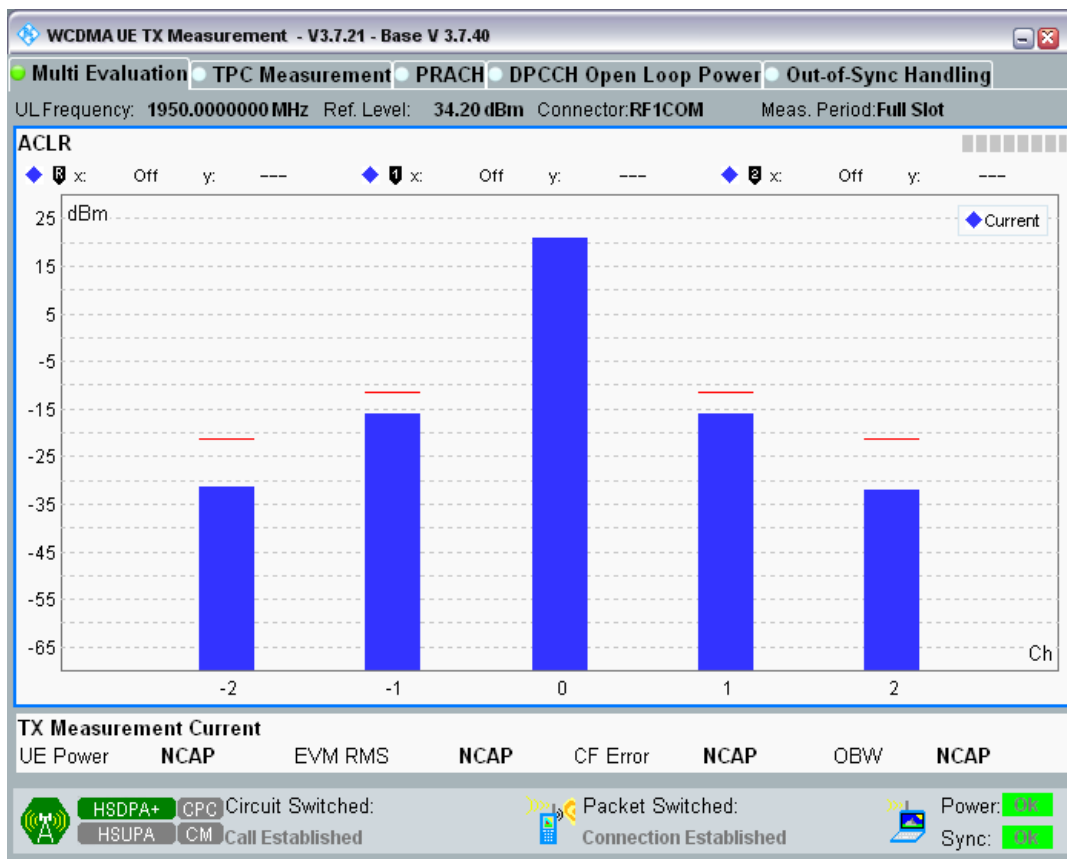 WCDMA UE TX Measurement - V3.7.21 - Base V 3.7.40
Multi Evaluation TPC Measurement PRACH DPCCH Open Loop Power Out-of-Sync Handling
UL Frequency: 1950.0000000 MHz Ref. Level: 34.20 dBm Connector:RF1COM Meas. Period:Full Slot
ACLR
R x: Off y: --- 1 x: Off y: --- 2 x: Off y: ---
dBm
Current
25
15
5
-5
-15
-25
-35
-45
-55
-65
Ch
-2 -1 0 1 2
TX Measurement Current
UE Power NCAP EVM RMS NCAP CF Error NCAP OBW NCAP
HSDPA+ CPC Circuit Switched: Packet Switched: Power: OK
HSUPA CM Call Established Connection Established Sync: OK